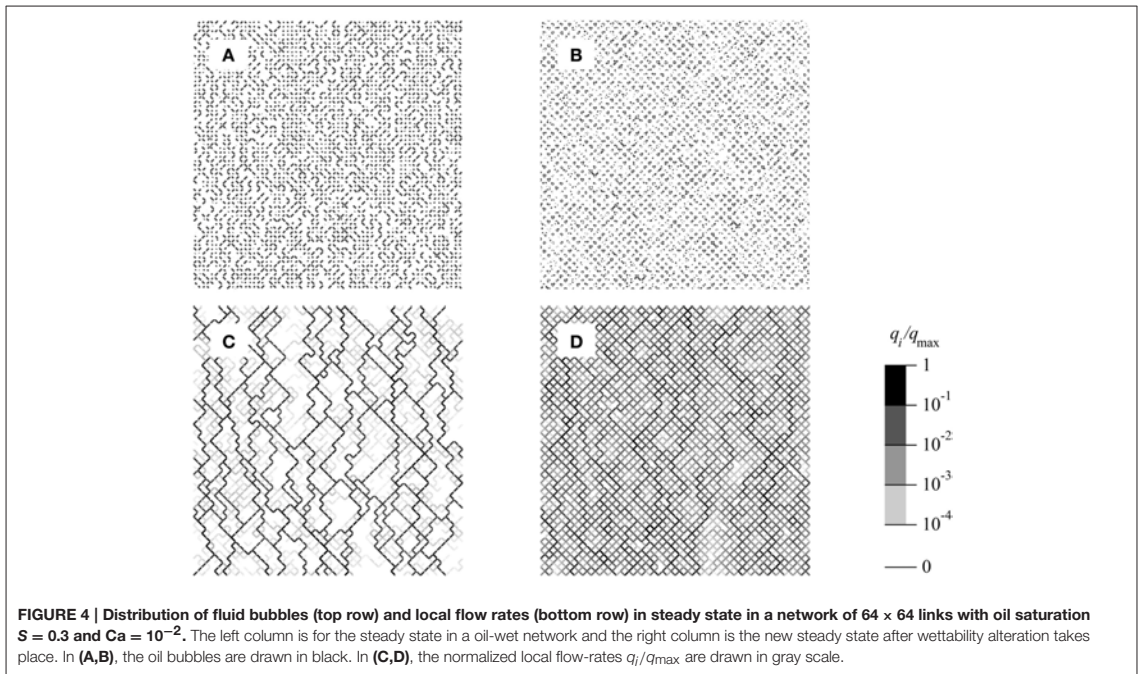 A
B
C
D
qᵢ/q_max
1
10⁻¹
10⁻²
10⁻³
10⁻⁴
0
FIGURE 4 | Distribution of fluid bubbles (top row) and local flow rates (bottom row) in steady state in a network of 64 × 64 links with oil saturation
S = 0.3 and Ca = 10⁻². The left column is for the steady state in a oil-wet network and the right column is the new steady state after wettability alteration takes
place. In (A,B), the oil bubbles are drawn in black. In (C,D), the normalized local flow-rates qᵢ/q_max are drawn in gray scale.